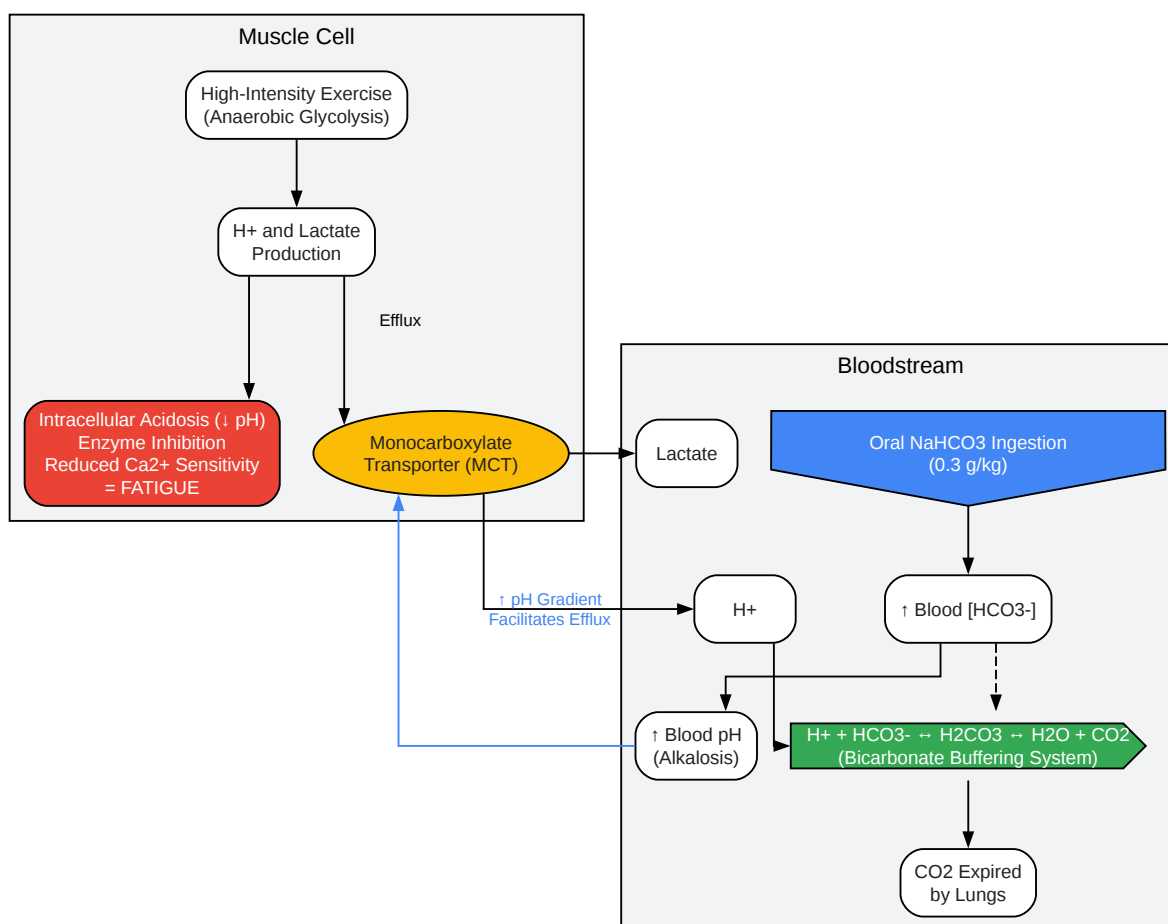 Muscle Cell
High-Intensity Exercise
(Anaerobic Glycolysis)
H+ and Lactate
Production
Efflux
Intracellular Acidosis (↓ pH)
Enzyme Inhibition
Reduced Ca2+ Sensitivity
= FATIGUE
Monocarboxylate
Transporter (MCT)
Bloodstream
Lactate
Oral NaHCO3 Ingestion
(0.3 g/kg)
↑ pH Gradient
Facilitates Efflux
H+
↑ Blood [HCO3-]
↑ Blood pH
(Alkalosis)
H+ + HCO3- ↔ H2CO3 ↔ H2O + CO2
(Bicarbonate Buffering System)
CO2 Expired
by Lungs